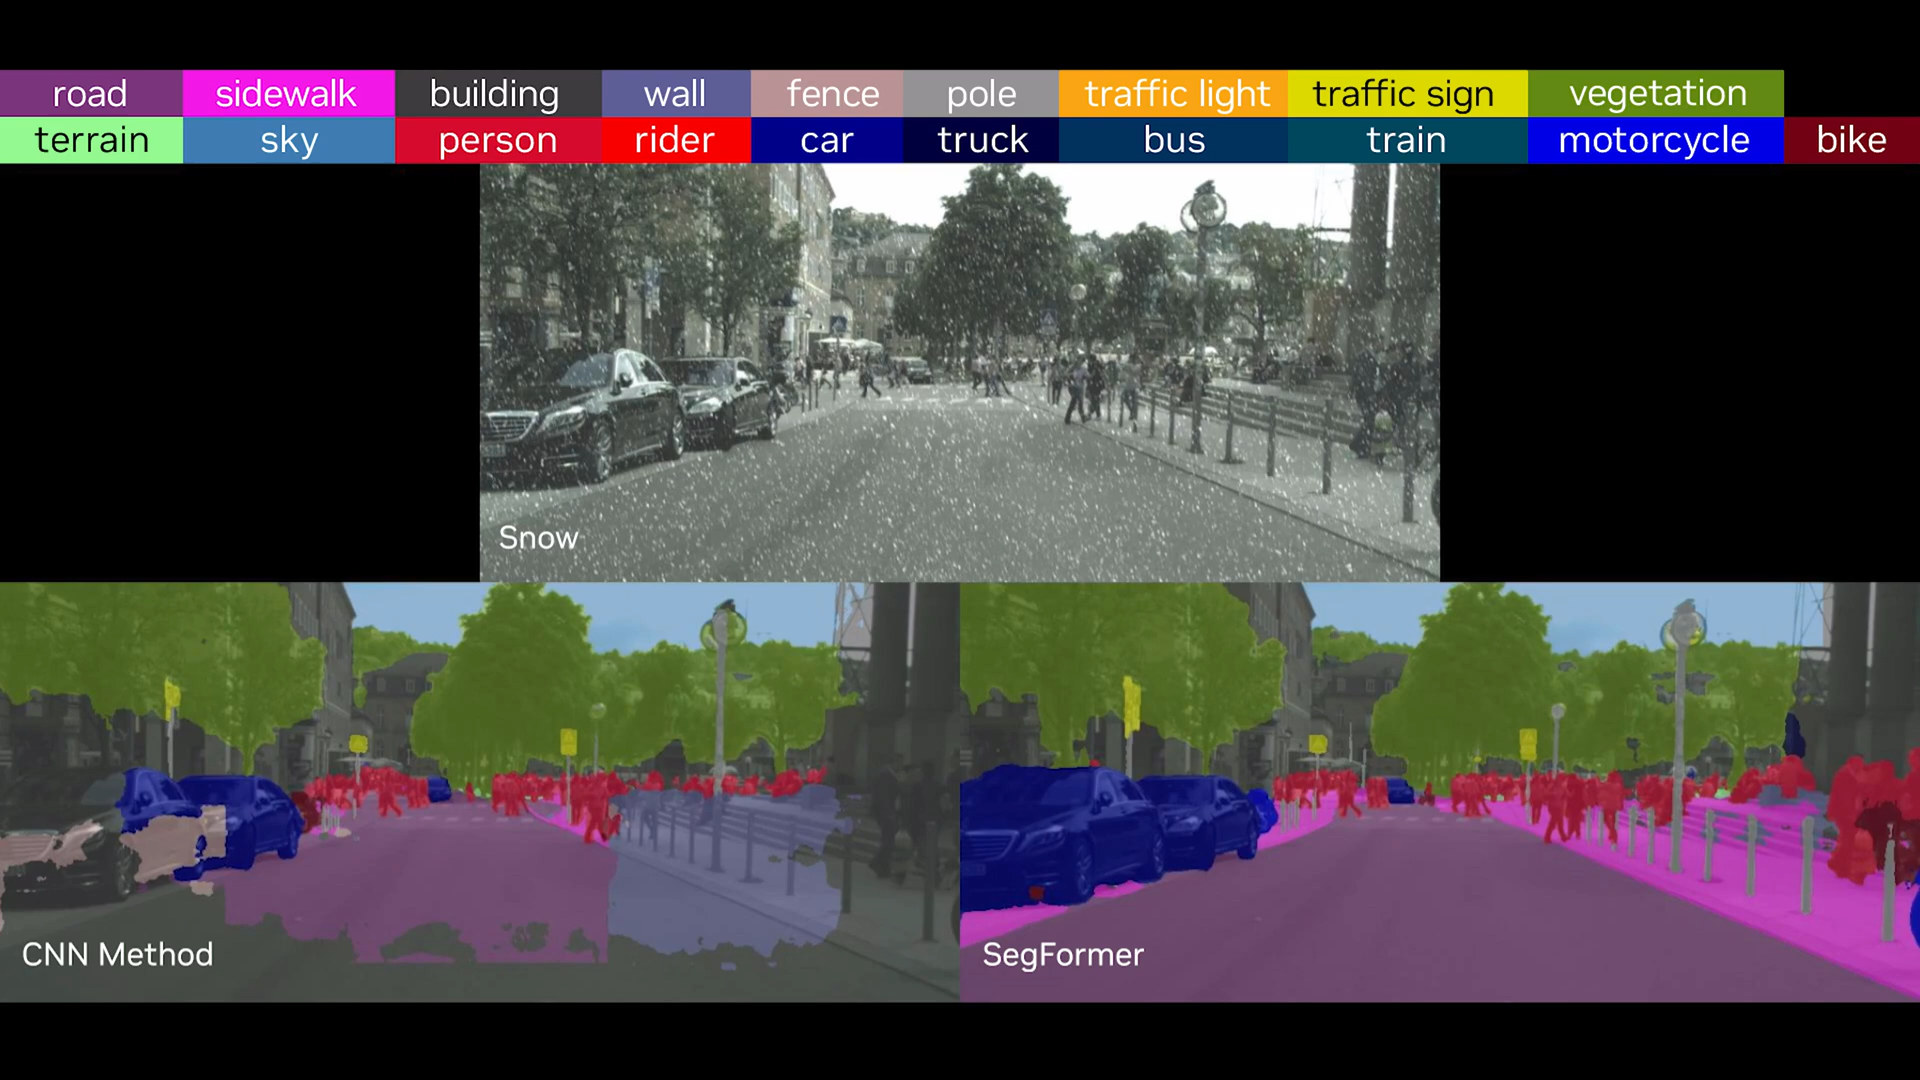 road sidewalk building wall fence pole traffic light traffic sign vegetation
terrain sky person rider car truck bus train motorcycle bike
Snow
CNN Method
SegFormer